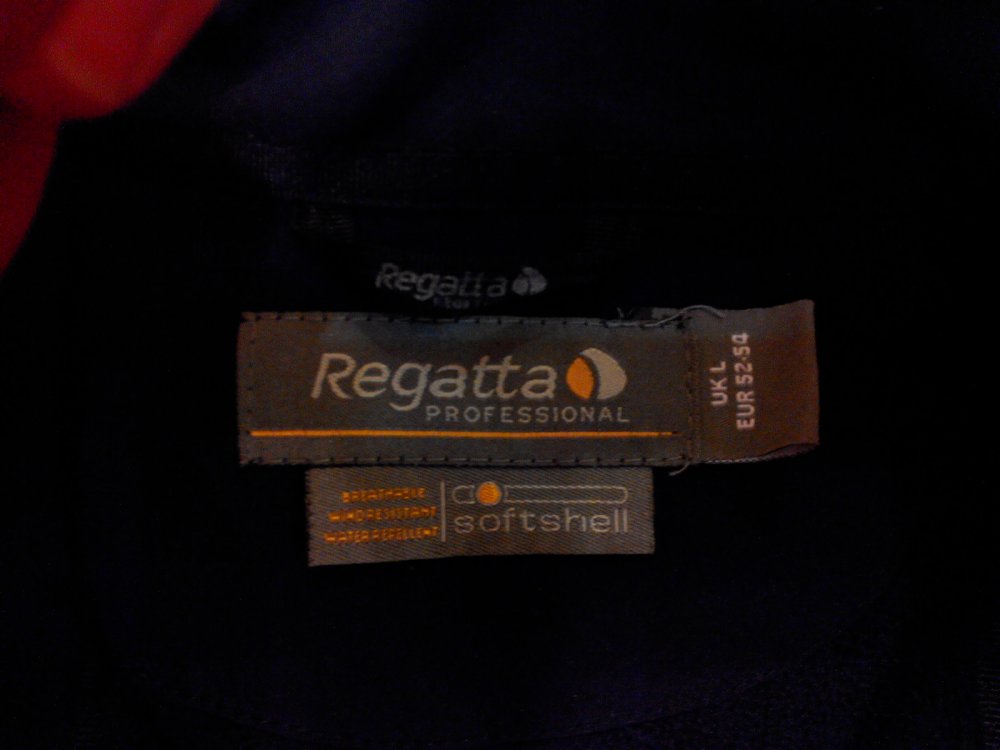 Regatta
Regatta
PROFESSIONAL
UK L
EUR 52-54
BREATHABLE
WINDRESISTANT
WATER REPELLENT
softshell